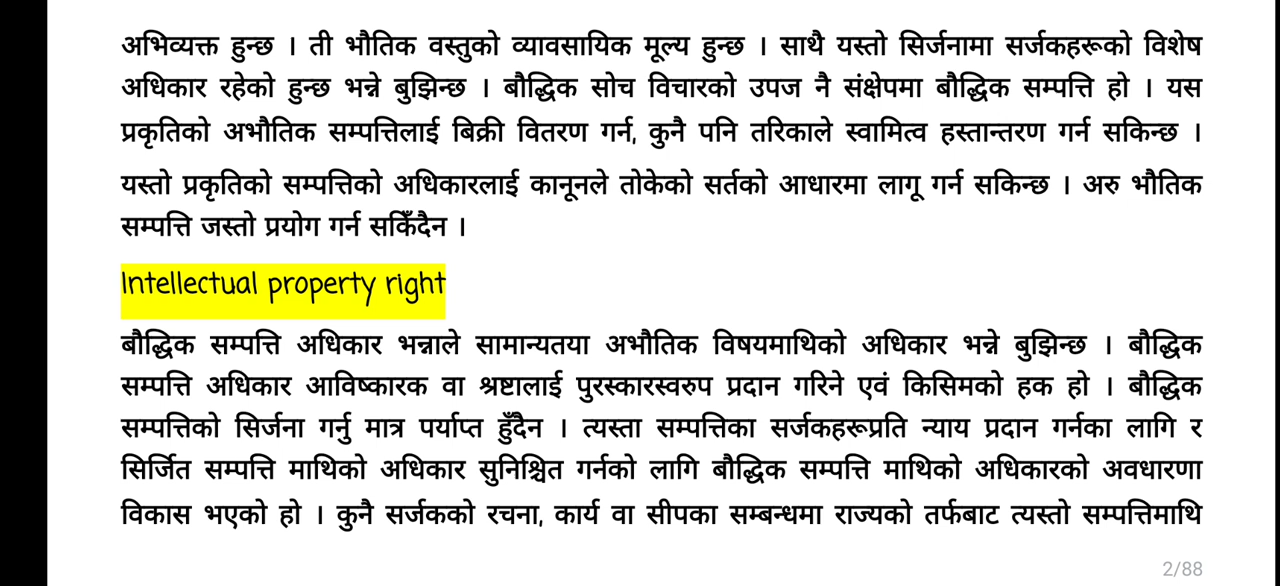 अभिव्यक्त हुन्छ । ती भौतिक वस्तुको व्यावसायिक मूल्य हुन्छ । साथै यस्तो सिर्जनामा सर्जकहरूको विशेष
अधिकार रहेको हुन्छ भन्ने बुझिन्छ । बौद्धिक सोच विचारको उपज नै संक्षेपमा बौद्धिक सम्पत्ति हो । यस
प्रकृतिको अभौतिक सम्पत्तिलाई बिक्री वितरण गर्न, कुनै पनि तरिकाले स्वामित्व हस्तान्तरण गर्न सकिन्छ ।
यस्तो प्रकृतिको सम्पत्तिको अधिकारलाई कानूनले तोकेको सर्तको आधारमा लागू गर्न सकिन्छ । अरु भौतिक
सम्पत्ति जस्तो प्रयोग गर्न सकिँदैन ।
Intellectual property right
बौद्धिक सम्पत्ति अधिकार भन्नाले सामान्यतया अभौतिक विषयमाथिको अधिकार भन्ने बुझिन्छ । बौद्धिक
सम्पत्ति अधिकार आविष्कारक वा श्रष्टालाई पुरस्कारस्वरुप प्रदान गरिने एवं किसिमको हक हो । बौद्धिक
सम्पत्तिको सिर्जना गर्नु मात्र पर्याप्त हुँदैन । त्यस्ता सम्पत्तिका सर्जकहरूप्रति न्याय प्रदान गर्नका लागि र
सिर्जित सम्पत्ति माथिको अधिकार सुनिश्चित गर्नको लागि बौद्धिक सम्पत्ति माथिको अधिकारको अवधारणा
विकास भएको हो । कुनै सर्जकको रचना, कार्य वा सीपका सम्बन्धमा राज्यको तर्फबाट त्यस्तो सम्पत्तिमाथि
2/88